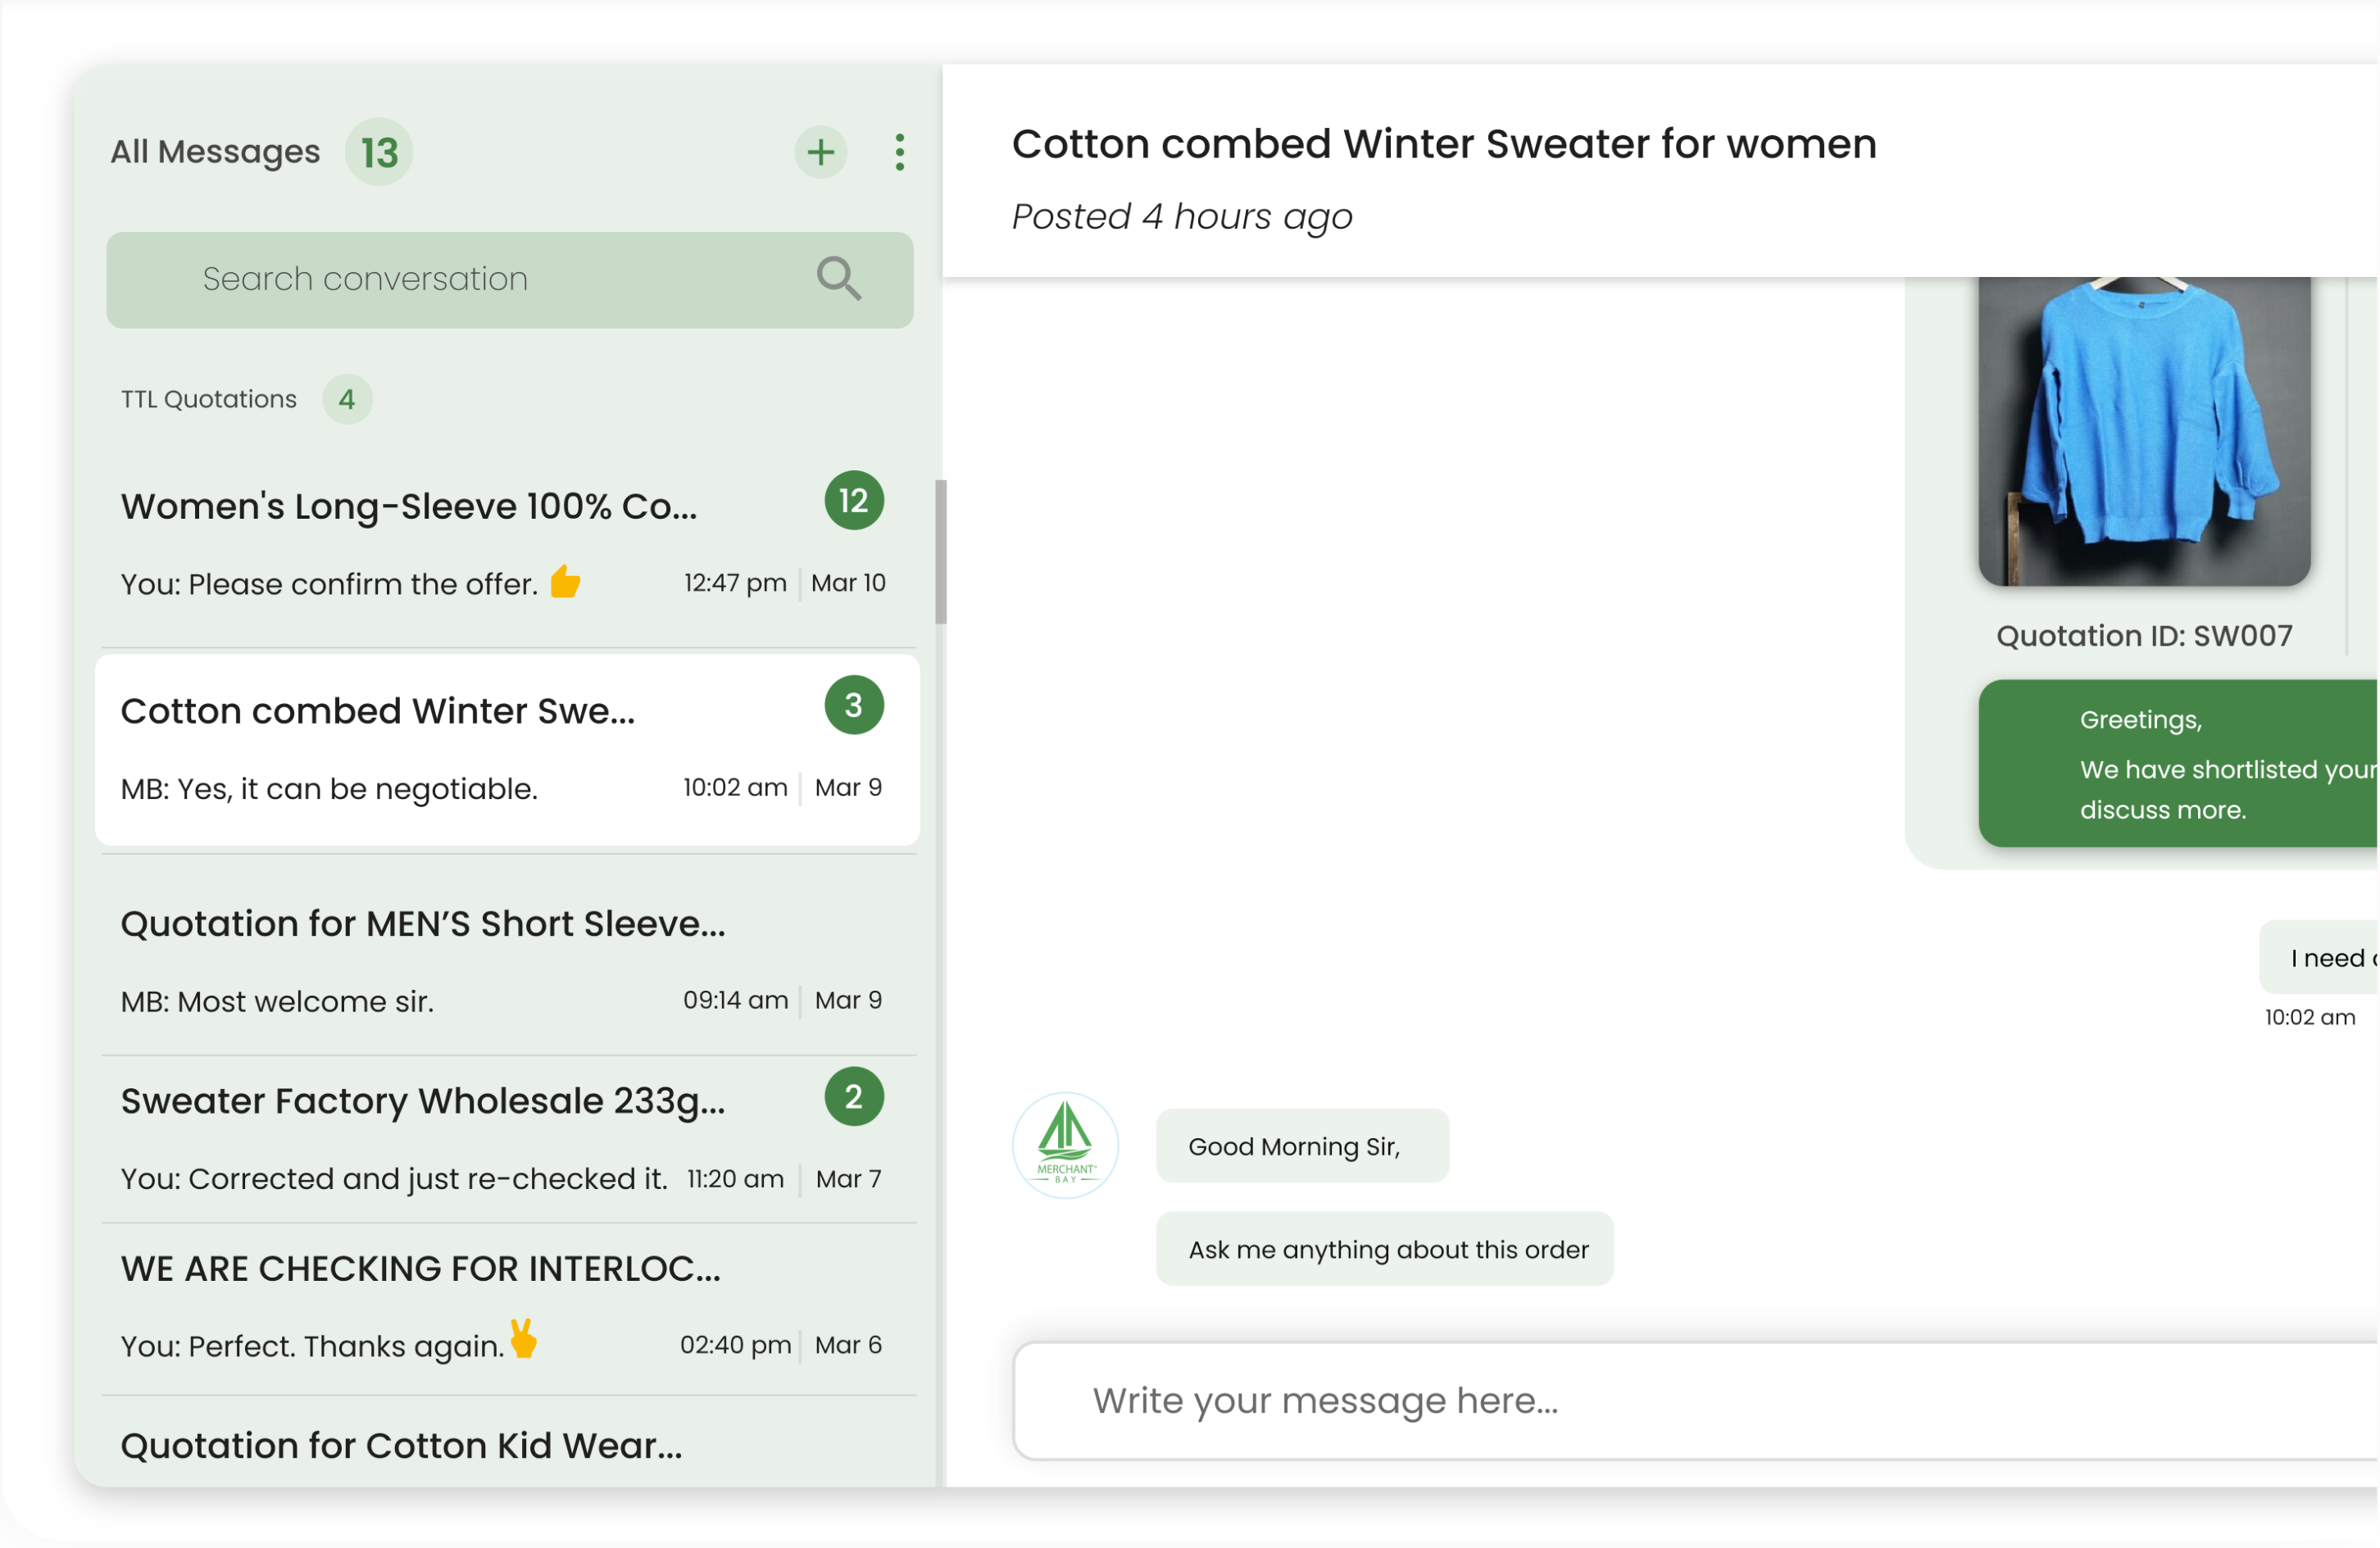 All Messages 13
Search conversation
TTL Quotations 4
Women's Long-Sleeve 100% Co... 12
You: Please confirm the offer. 12:47 pm Mar 10
Cotton combed Winter Swe... 3
MB: Yes, it can be negotiable. 10:02 am Mar 9
Quotation for MEN’S Short Sleeve...
MB: Most welcome sir. 09:14 am Mar 9
Sweater Factory Wholesale 233g... 2
You: Corrected and just re-checked it. 11:20 am Mar 7
WE ARE CHECKING FOR INTERLOC...
You: Perfect. Thanks again. 02:40 pm Mar 6
Quotation for Cotton Kid Wear...
Cotton combed Winter Sweater for women
Posted 4 hours ago
Quotation ID: SW007
Greetings,
We have shortlisted your
discuss more.
I need
10:02 am
MERCHANT
BAY
Good Morning Sir,
Ask me anything about this order
Write your message here...